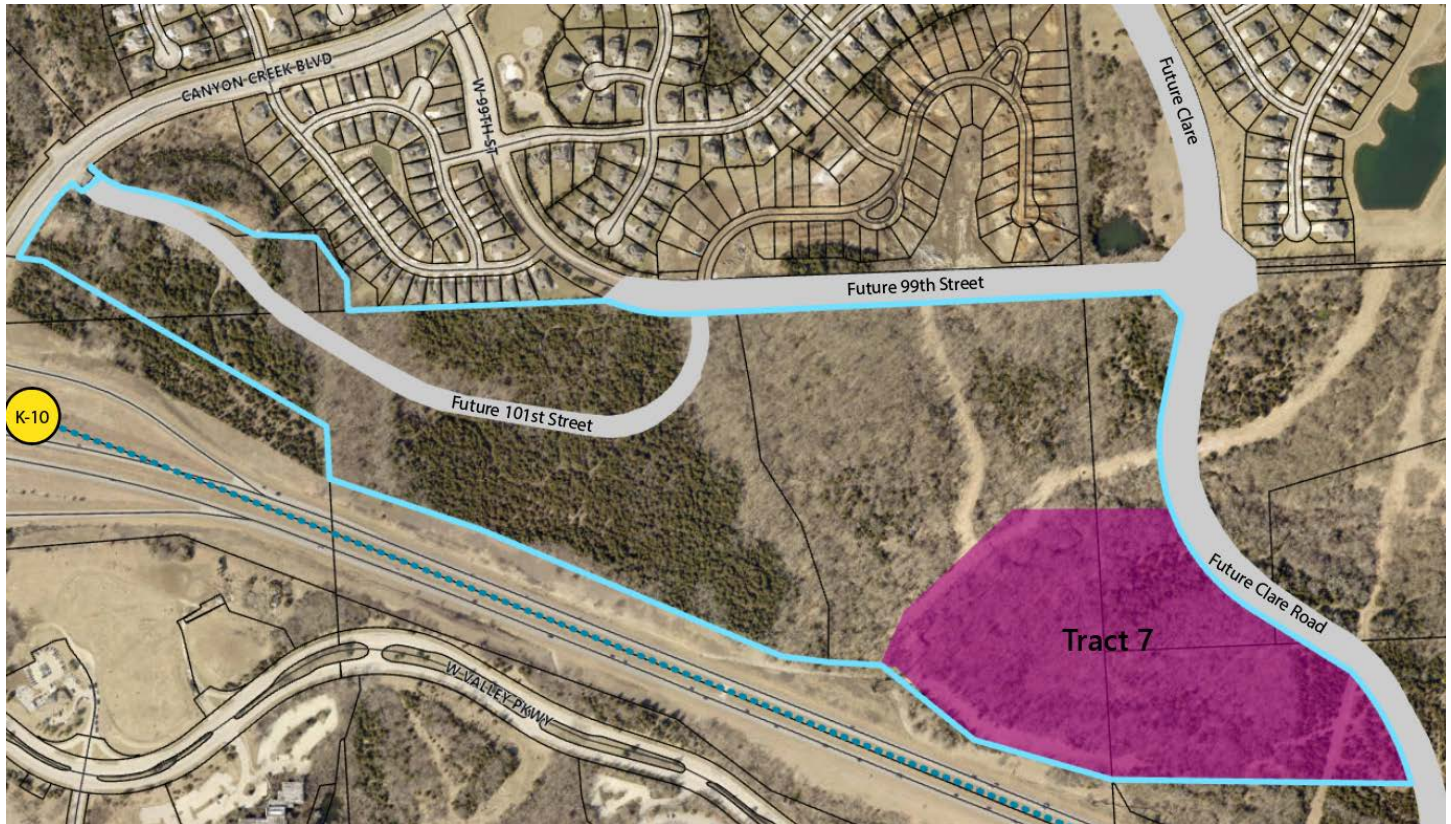 CANYON CREEK BLVD
W 99TH ST
Future Clare
Future 99th Street
Future 101st Street
K-10
Future Clare Road
Tract 7
W VALLEY PKWY